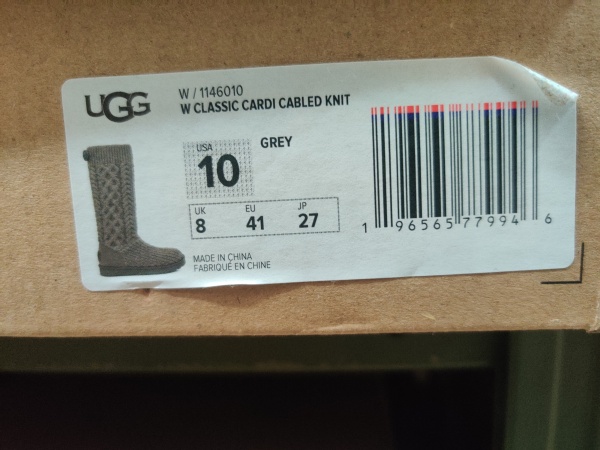 UGG
W / 1146010
W CLASSIC CARDI CABLED KNIT
USA
10
GREY
UK EU JP
8 41 27
MADE IN CHINA
FABRIQUÉ EN CHINE
1 96565 77994 6